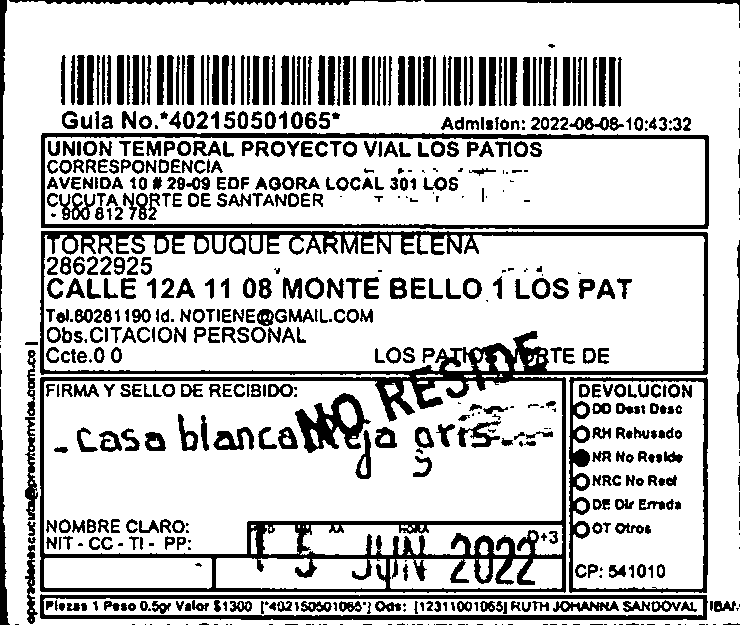 Guia No.*402150501065*
Admision: 2022-06-08-10:43:32
UNION TEMPORAL PROYECTO VIAL LOS PATIOS
CORRESPONDENCIA
AVENIDA 10 # 29-09 EDF AGORA LOCAL 301 LOS
CUCUTA NORTE DE SANTANDER
- 900 812 782
TORRES DE DUQUE CARMEN ELENA
28622925
CALLE 12A 11 08 MONTE BELLO 1 LOS PAT
Tel.60281190 Id. NOTIENE@GMAIL.COM
Obs.CITACION PERSONAL
Ccte.0 0
LOS PATIOS NORTE DE
NO RESIDE
FIRMA Y SELLO DE RECIBIDO:
- casa blanca Reja gris
DEVOLUCION
DD Dest Desc
RH Rehusado
NR No Reside
NRC No Recl
DE Dir Errada
OT Otros
NOMBRE CLARO:
NIT - CC - TI - PP:
MM AA HORA
D+3
15 JUN 2022
CP: 541010
Piezas 1 Peso 0.5gr Valor $1300 [*402150501065*] Ods: [12311001065] RUTH JOHANNA SANDOVAL
operacionescucuta@prontoenvios.com.co